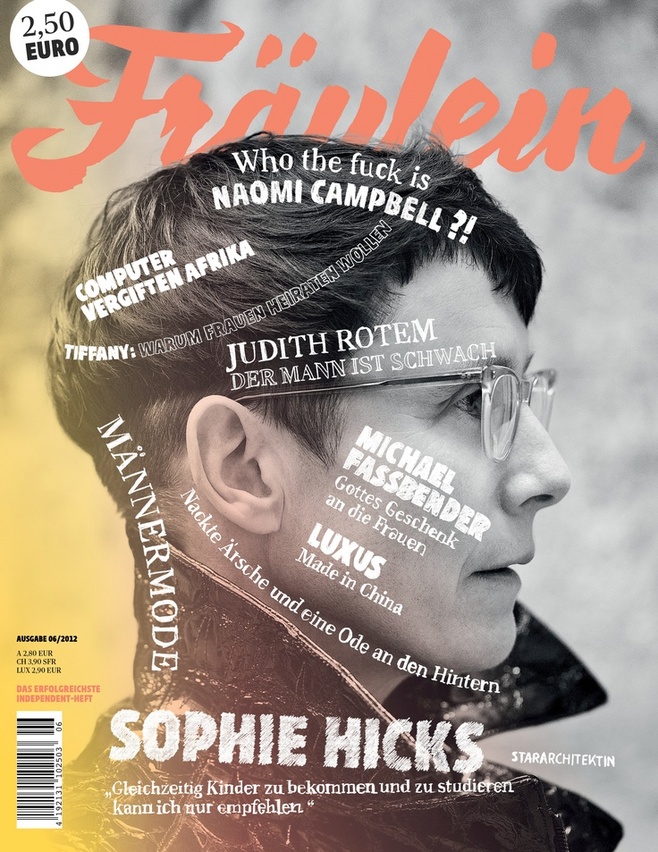 2,50
EURO
Fräulein
Who the fuck is
NAOMI CAMPBELL ?!
COMPUTER
VERGIFTEN AFRIKA
TIFFANY: WARUM FRAUEN HEIRATEN WOLLEN
JUDITH ROTEM
DER MANN IST SCHWACH
MICHAEL
FASSBENDER
Gottes Geschenk
an die Frauen
LUXUS
Made in China
MÄNNERMODE
Nackte Ärsche und eine Ode an den Hintern
AUSGABE 06/2012
A 2,80 EUR
CH 3,90 SFR
LUX 2,90 EUR
DAS ERFOLGREICHSTE
INDEPENDENT-HEFT
SOPHIE HICKS
STARARCHITEKTIN
„Gleichzeitig Kinder zu bekommen und zu studieren
kann ich nur empfehlen “
4 192131 102503 06